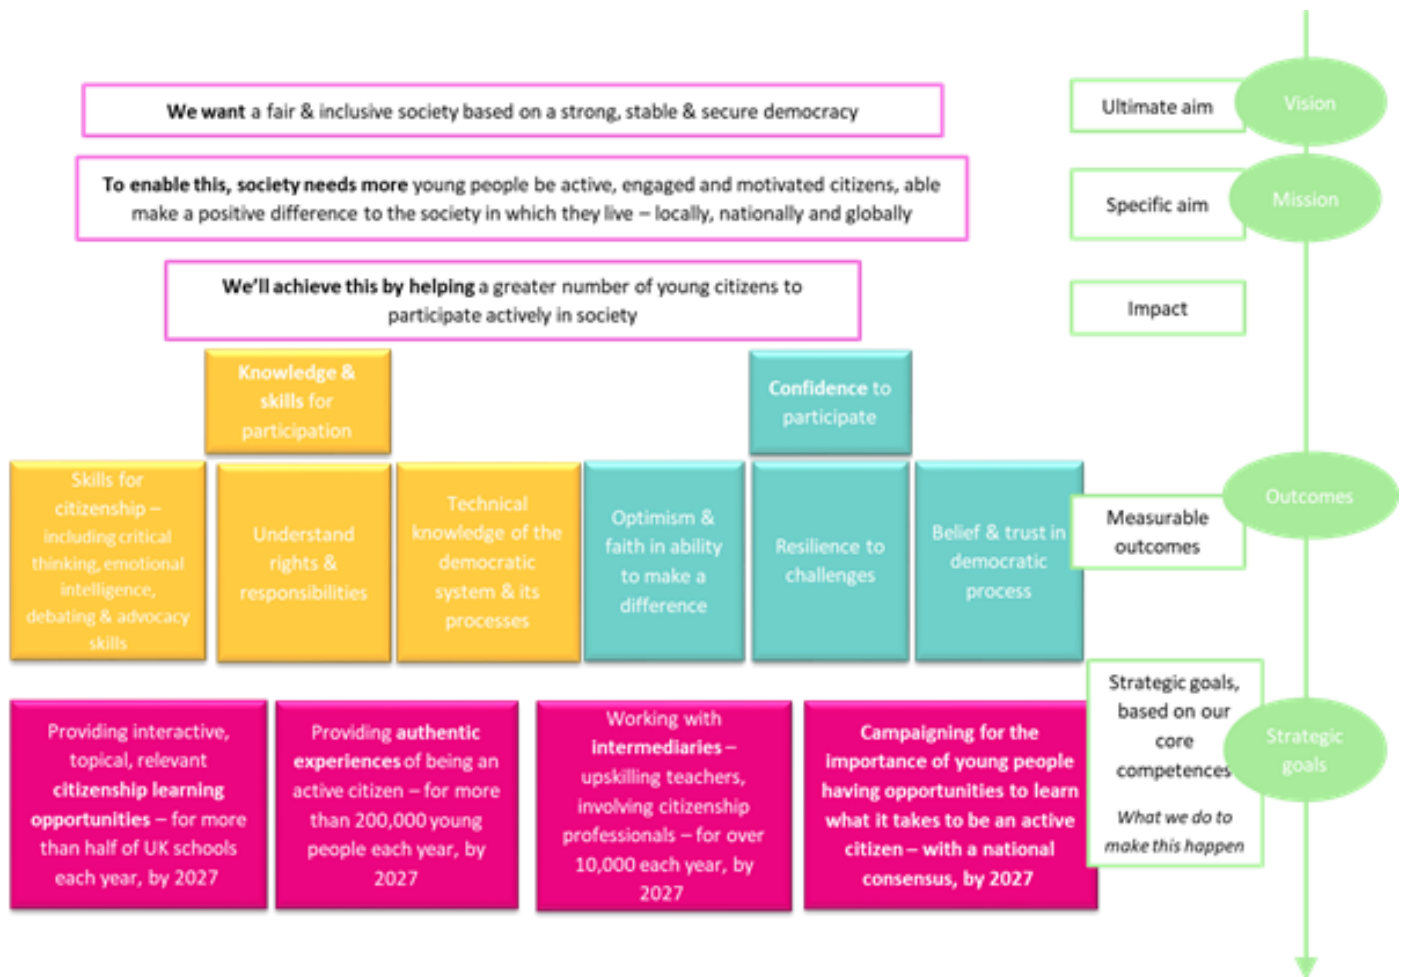 We want a fair & inclusive society based on a strong, stable & secure democracy
Ultimate aim
Vision
To enable this, society needs more young people be active, engaged and motivated citizens, able
make a positive difference to the society in which they live – locally, nationally and globally
Specific aim
Mission
We'll achieve this by helping a greater number of young citizens to
participate actively in society
Impact
Knowledge &
skills for
participation
Confidence to
participate
Skills for
citizenship –
including critical
thinking, emotional
intelligence,
debating & advocacy
skills
Understand
rights &
responsibilities
Technical
knowledge of the
democratic
system & its
processes
Optimism &
faith in ability
to make a
difference
Resilience to
challenges
Belief & trust in
democratic
process
Measurable
outcomes
Outcomes
Providing interactive,
topical, relevant
citizenship learning
opportunities – for more
than half of UK schools
each year, by 2027
Providing authentic
experiences of being an
active citizen – for more
than 200,000 young
people each year, by
2027
Working with
intermediaries –
upskilling teachers,
involving citizenship
professionals – for over
10,000 each year, by
2027
Campaigning for the
importance of young people
having opportunities to learn
what it takes to be an active
citizen – with a national
consensus, by 2027
Strategic goals,
based on our
core
competences
What we do to
make this happen
Strategic
goals